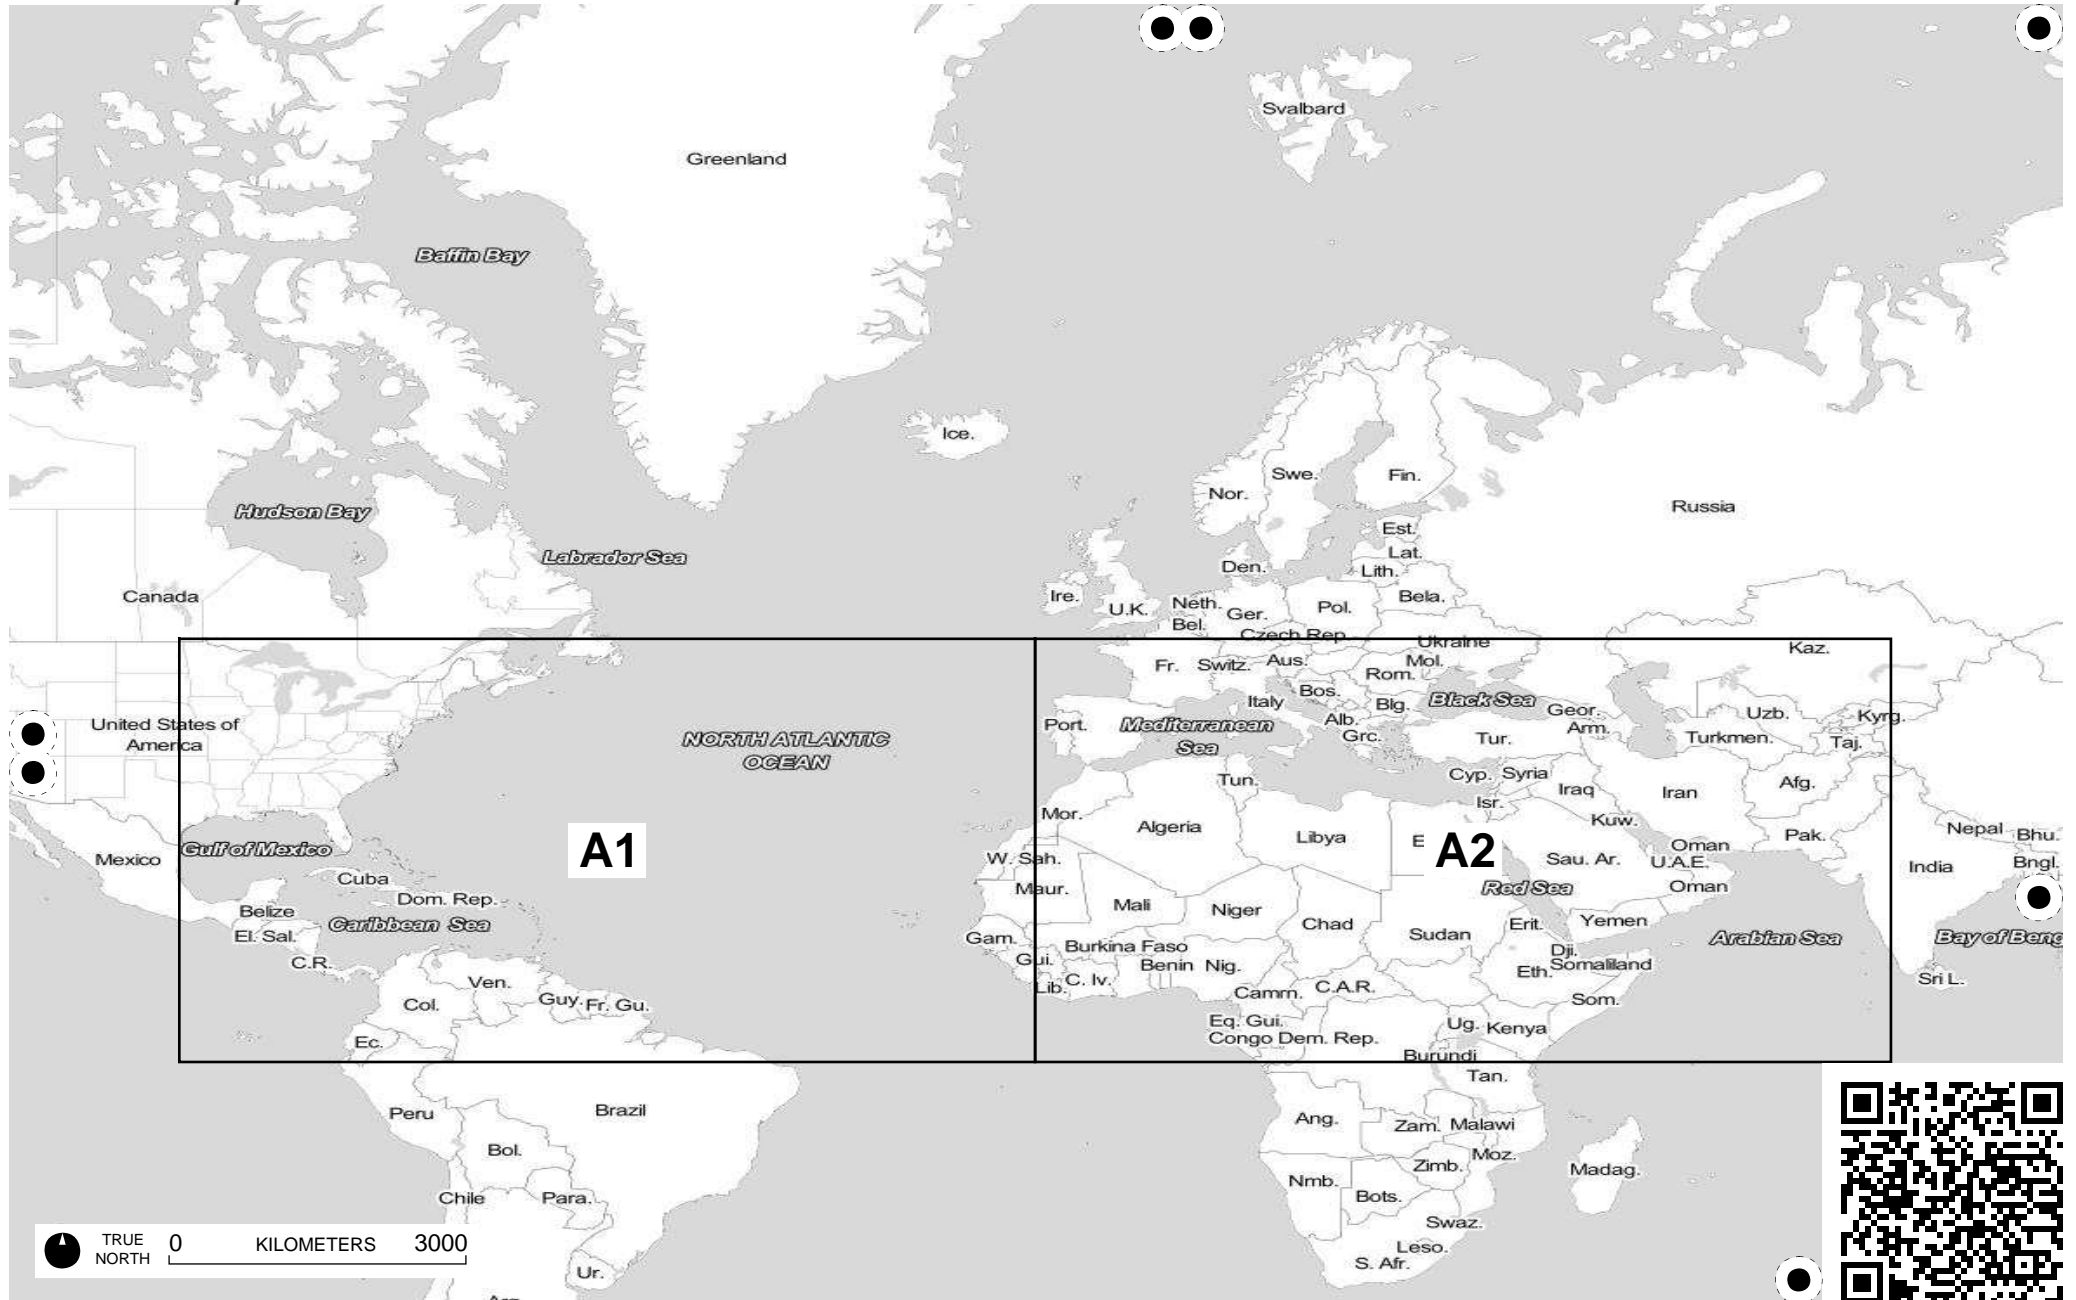 Svalbard
Greenland
Baffin Bay
Ice.
Swe.
Fin.
Nor.
Russia
Hudson Bay
Est.
Labrador Sea
Lat.
Den.
Lith.
Canada
Ire.
U.K.
Neth.
Ger.
Pol.
Bela.
Bel.
Czech Rep.
Ukraine
Kaz.
Fr.
Switz.
Aus.
Mol.
Rom.
Bos.
Italy
Blg.
Black Sea
Geor.
Uzb.
Kyrg.
United States of
America
Port.
Mediterranean
Sea
Alb.
Grc.
Arm.
Tur.
Turkmen.
Taj.
NORTH ATLANTIC
OCEAN
Tun.
Cyp.
Syria
Iraq
Iran
Afg.
Isr.
Mor.
Algeria
Libya
Kuw.
Pak.
Nepal
Bhu.
E
A1
A2
Gulf of Mexico
Mexico
W. Sah.
Sau. Ar.
Oman
U.A.E.
India
Bngl.
Cuba
Maur.
Red Sea
Oman
Dom. Rep.
Mali
Niger
Belize
Caribbean Sea
Chad
Sudan
Erit.
Yemen
El. Sal.
Gam.
Burkina Faso
Arabian Sea
Bay of Beng
C.R.
Gui.
Benin
Nig.
Dji.
Somaliland
Eth.
Ven.
Lib.
C. Iv.
Camrn.
C.A.R.
Sri L.
Col.
Guy.
Fr. Gu.
Som.
Eq. Gui.
Ug.
Kenya
Ec.
Congo
Dem. Rep.
Burundi
Tan.
Peru
Brazil
Ang.
Zam.
Malawi
Bol.
Moz.
Zimb.
Madag.
Nmb.
Chile
Para.
Bots.
Swaz.
Leso.
S. Afr.
Ur.
TRUE
NORTH
0 KILOMETERS 3000